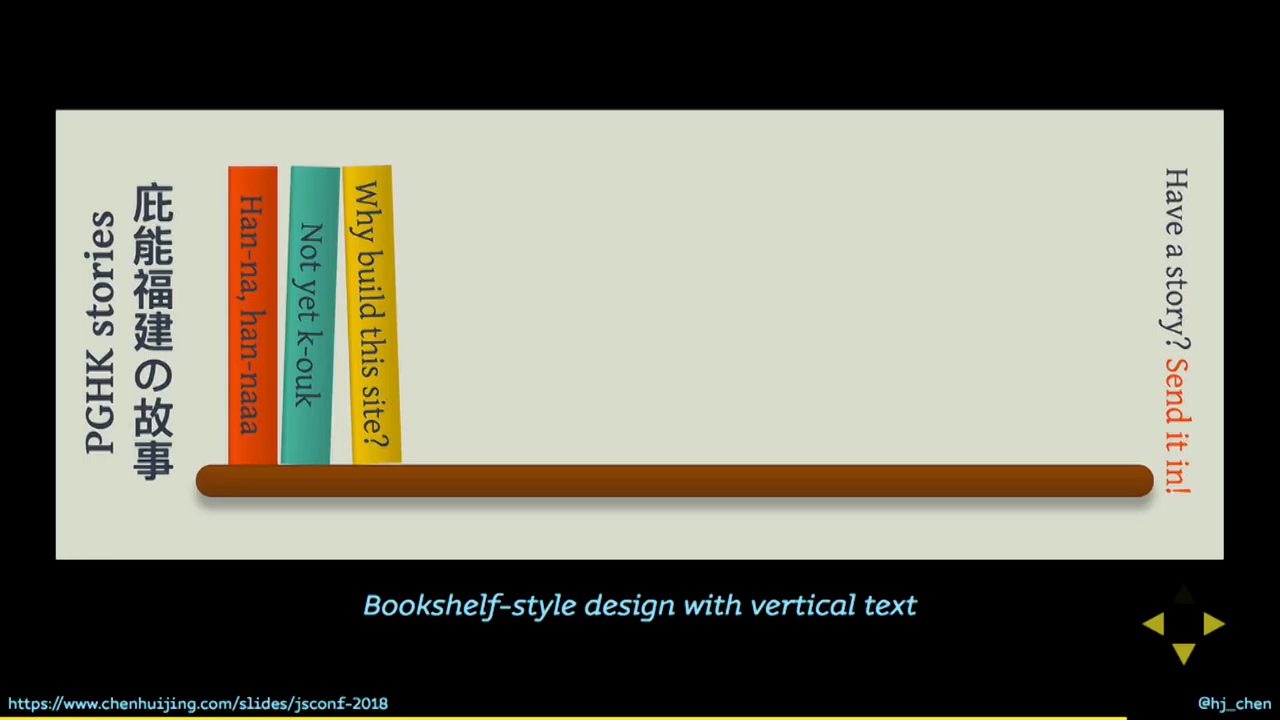 PGHK stories
庇能福建の故事
Han-na, han-naaa
Not yet k-ouk
Why build this site?
Have a story? Send it in!
Bookshelf-style design with vertical text
https://www.chenhuijing.com/slides/jsconf-2018
@hj_chen